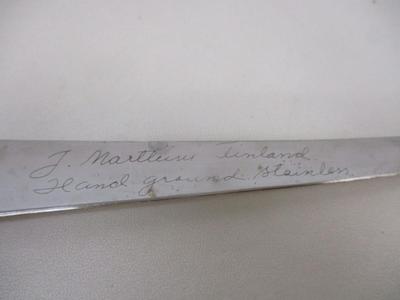 J. Marttiini Finland
Hand ground Stainless